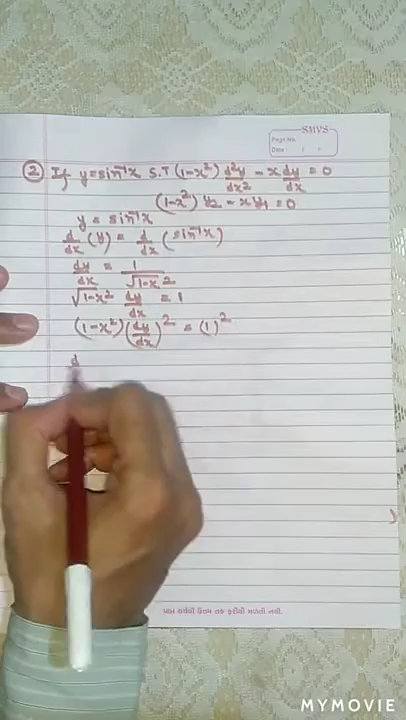 SMVS
Page No.
Date: / /
② If y=sin⁻¹x S.T (1-x²) d²y/dx² - x dy/dx = 0
(1-x²) y₂ - xy₁ = 0
y = sin⁻¹x
d/dx (y) = d/dx (sin⁻¹x)
dy/dx = 1/√1-x²
√1-x² dy/dx = 1
(1-x²) (dy/dx)² = (1)²
d
MYMOVIE